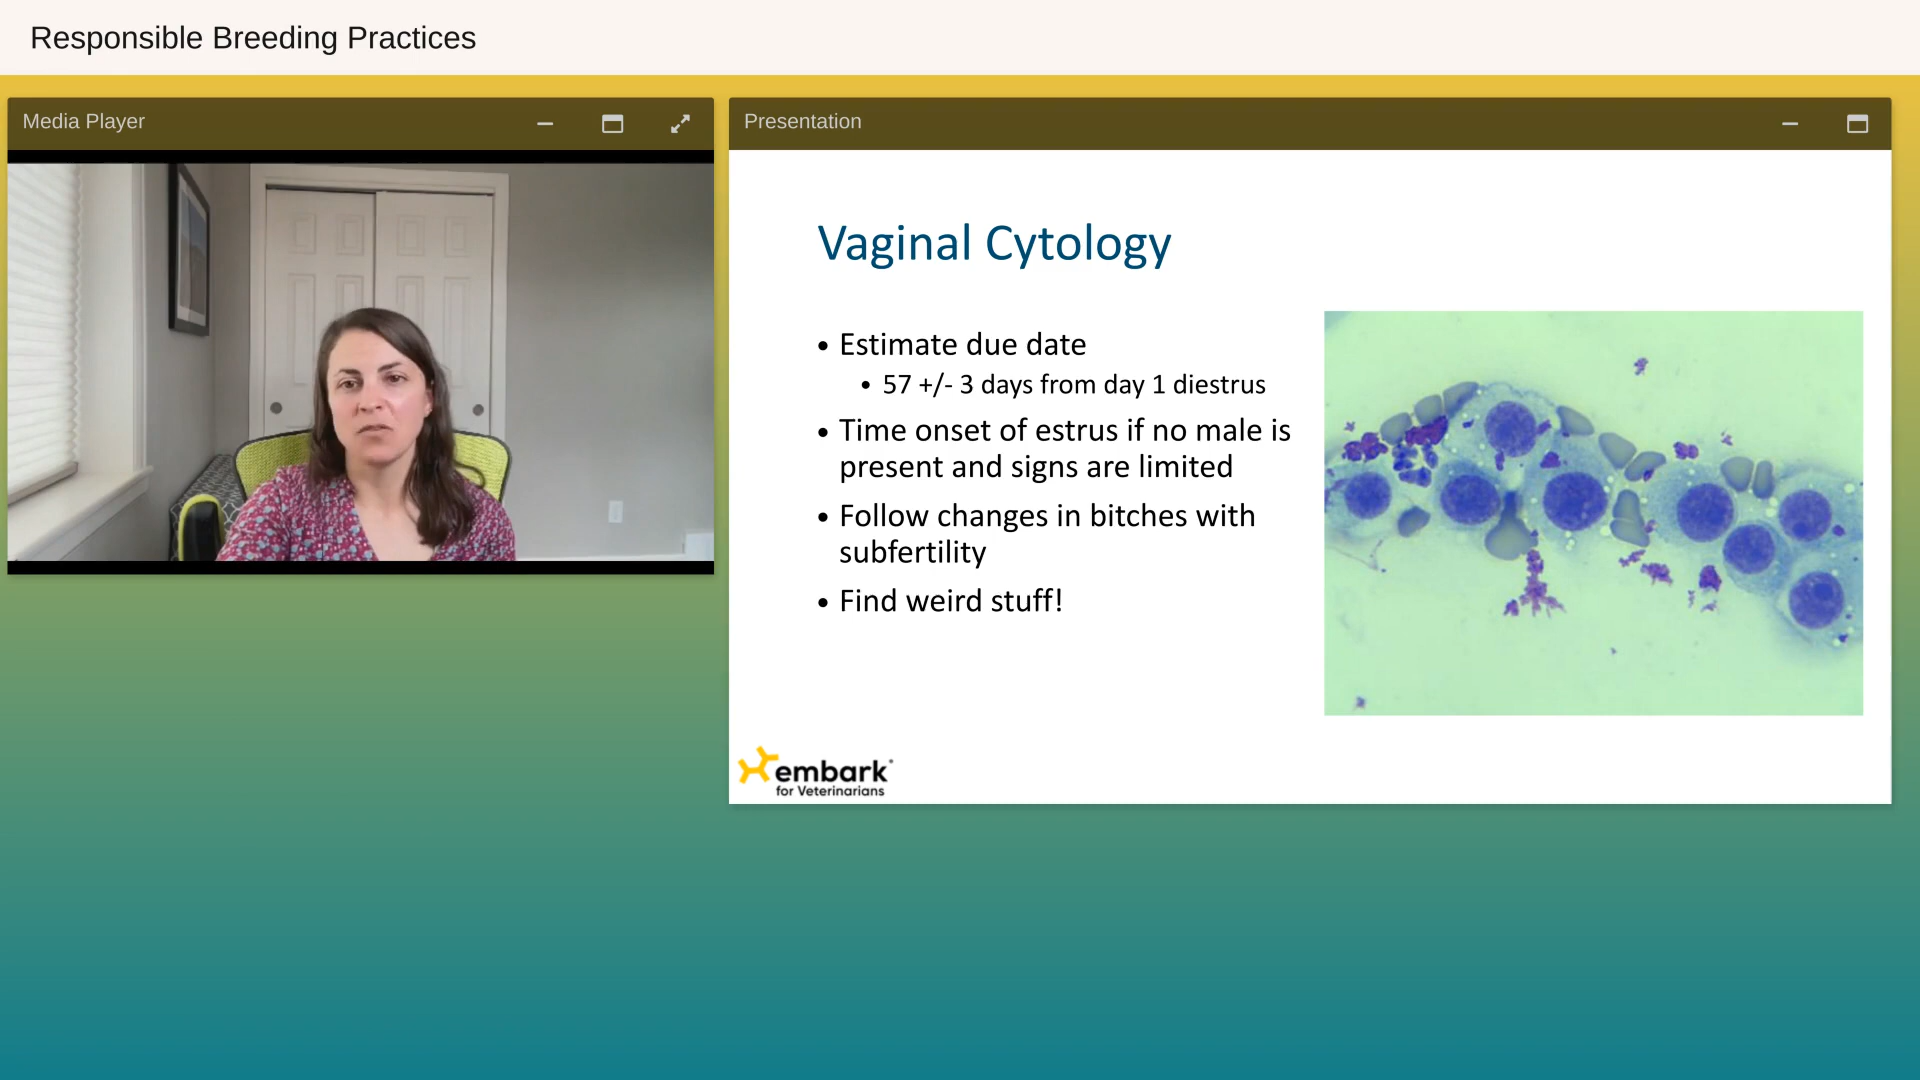 Responsible Breeding Practices
Media Player
Presentation
Vaginal Cytology
• Estimate due date
• 57 +/- 3 days from day 1 diestrus
• Time onset of estrus if no male is
present and signs are limited
• Follow changes in bitches with
subfertility
• Find weird stuff!
embark
for Veterinarians